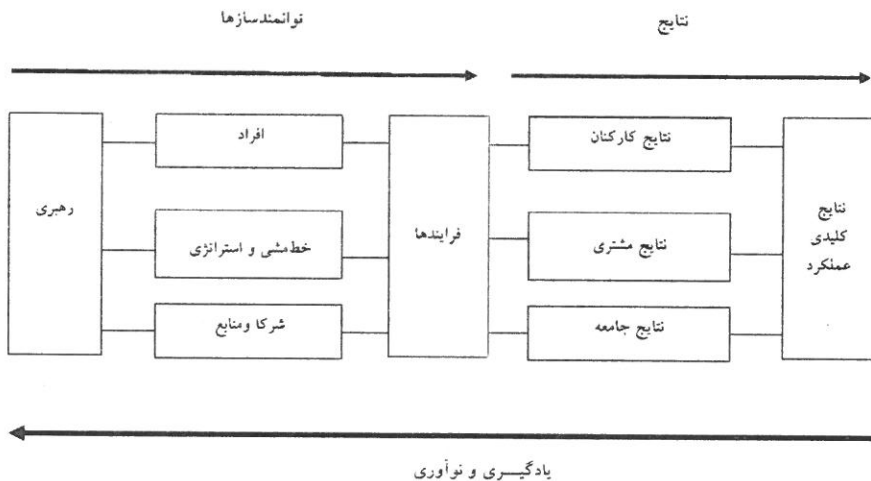 توانمندسازها
نتایج
رهبری
افراد
خط‌مشی و استراتژی
شرکا ومنابع
فرایندها
نتایج کارکنان
نتایج مشتری
نتایج جامعه
نتایج
کلیدی
عملکرد
یادگیـــری و نوآوری